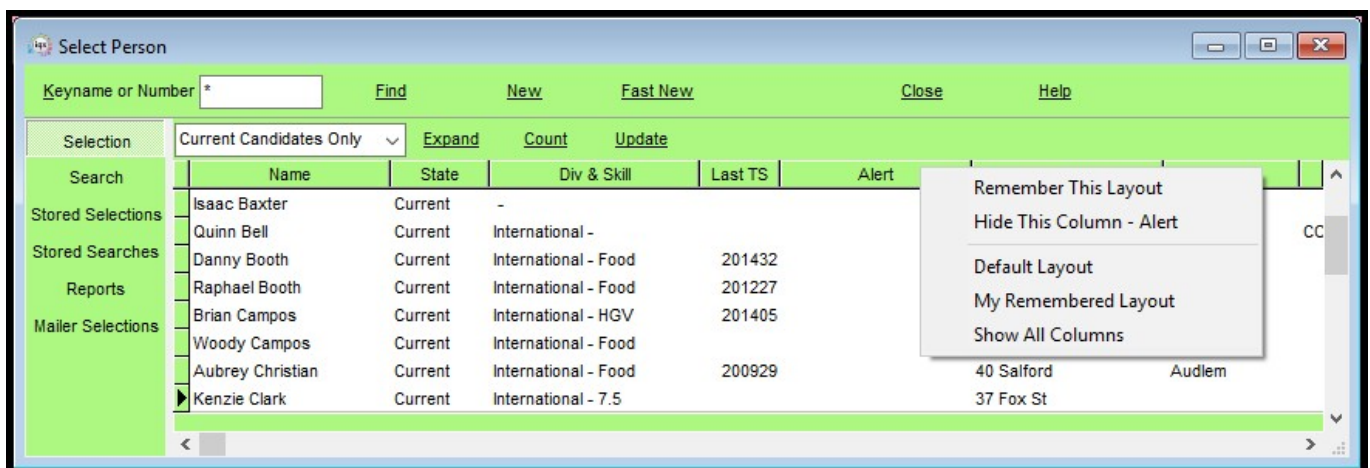 iqx Select Person
Keyname or Number * Find New Fast New Close Help
Selection Current Candidates Only Expand Count Update
Search Name State Div & Skill Last TS Alert
Stored Selections
Stored Searches
Reports
Mailer Selections
Isaac Baxter Current -
Quinn Bell Current International - CC
Danny Booth Current International - Food 201432
Raphael Booth Current International - Food 201227
Brian Campos Current International - HGV 201405
Woody Campos Current International - Food
Aubrey Christian Current International - Food 200929 40 Salford Audlem
Kenzie Clark Current International - 7.5 37 Fox St
Remember This Layout
Hide This Column - Alert
Default Layout
My Remembered Layout
Show All Columns